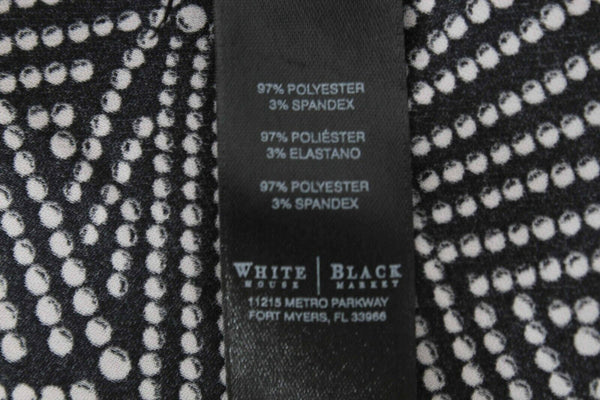 97% POLYESTER
3% SPANDEX
97% POLIÉSTER
3% ELASTANO
97% POLYESTER
3% SPANDEX
WHITE HOUSE | BLACK MARKET
11215 METRO PARKWAY
FORT MYERS, FL 33966